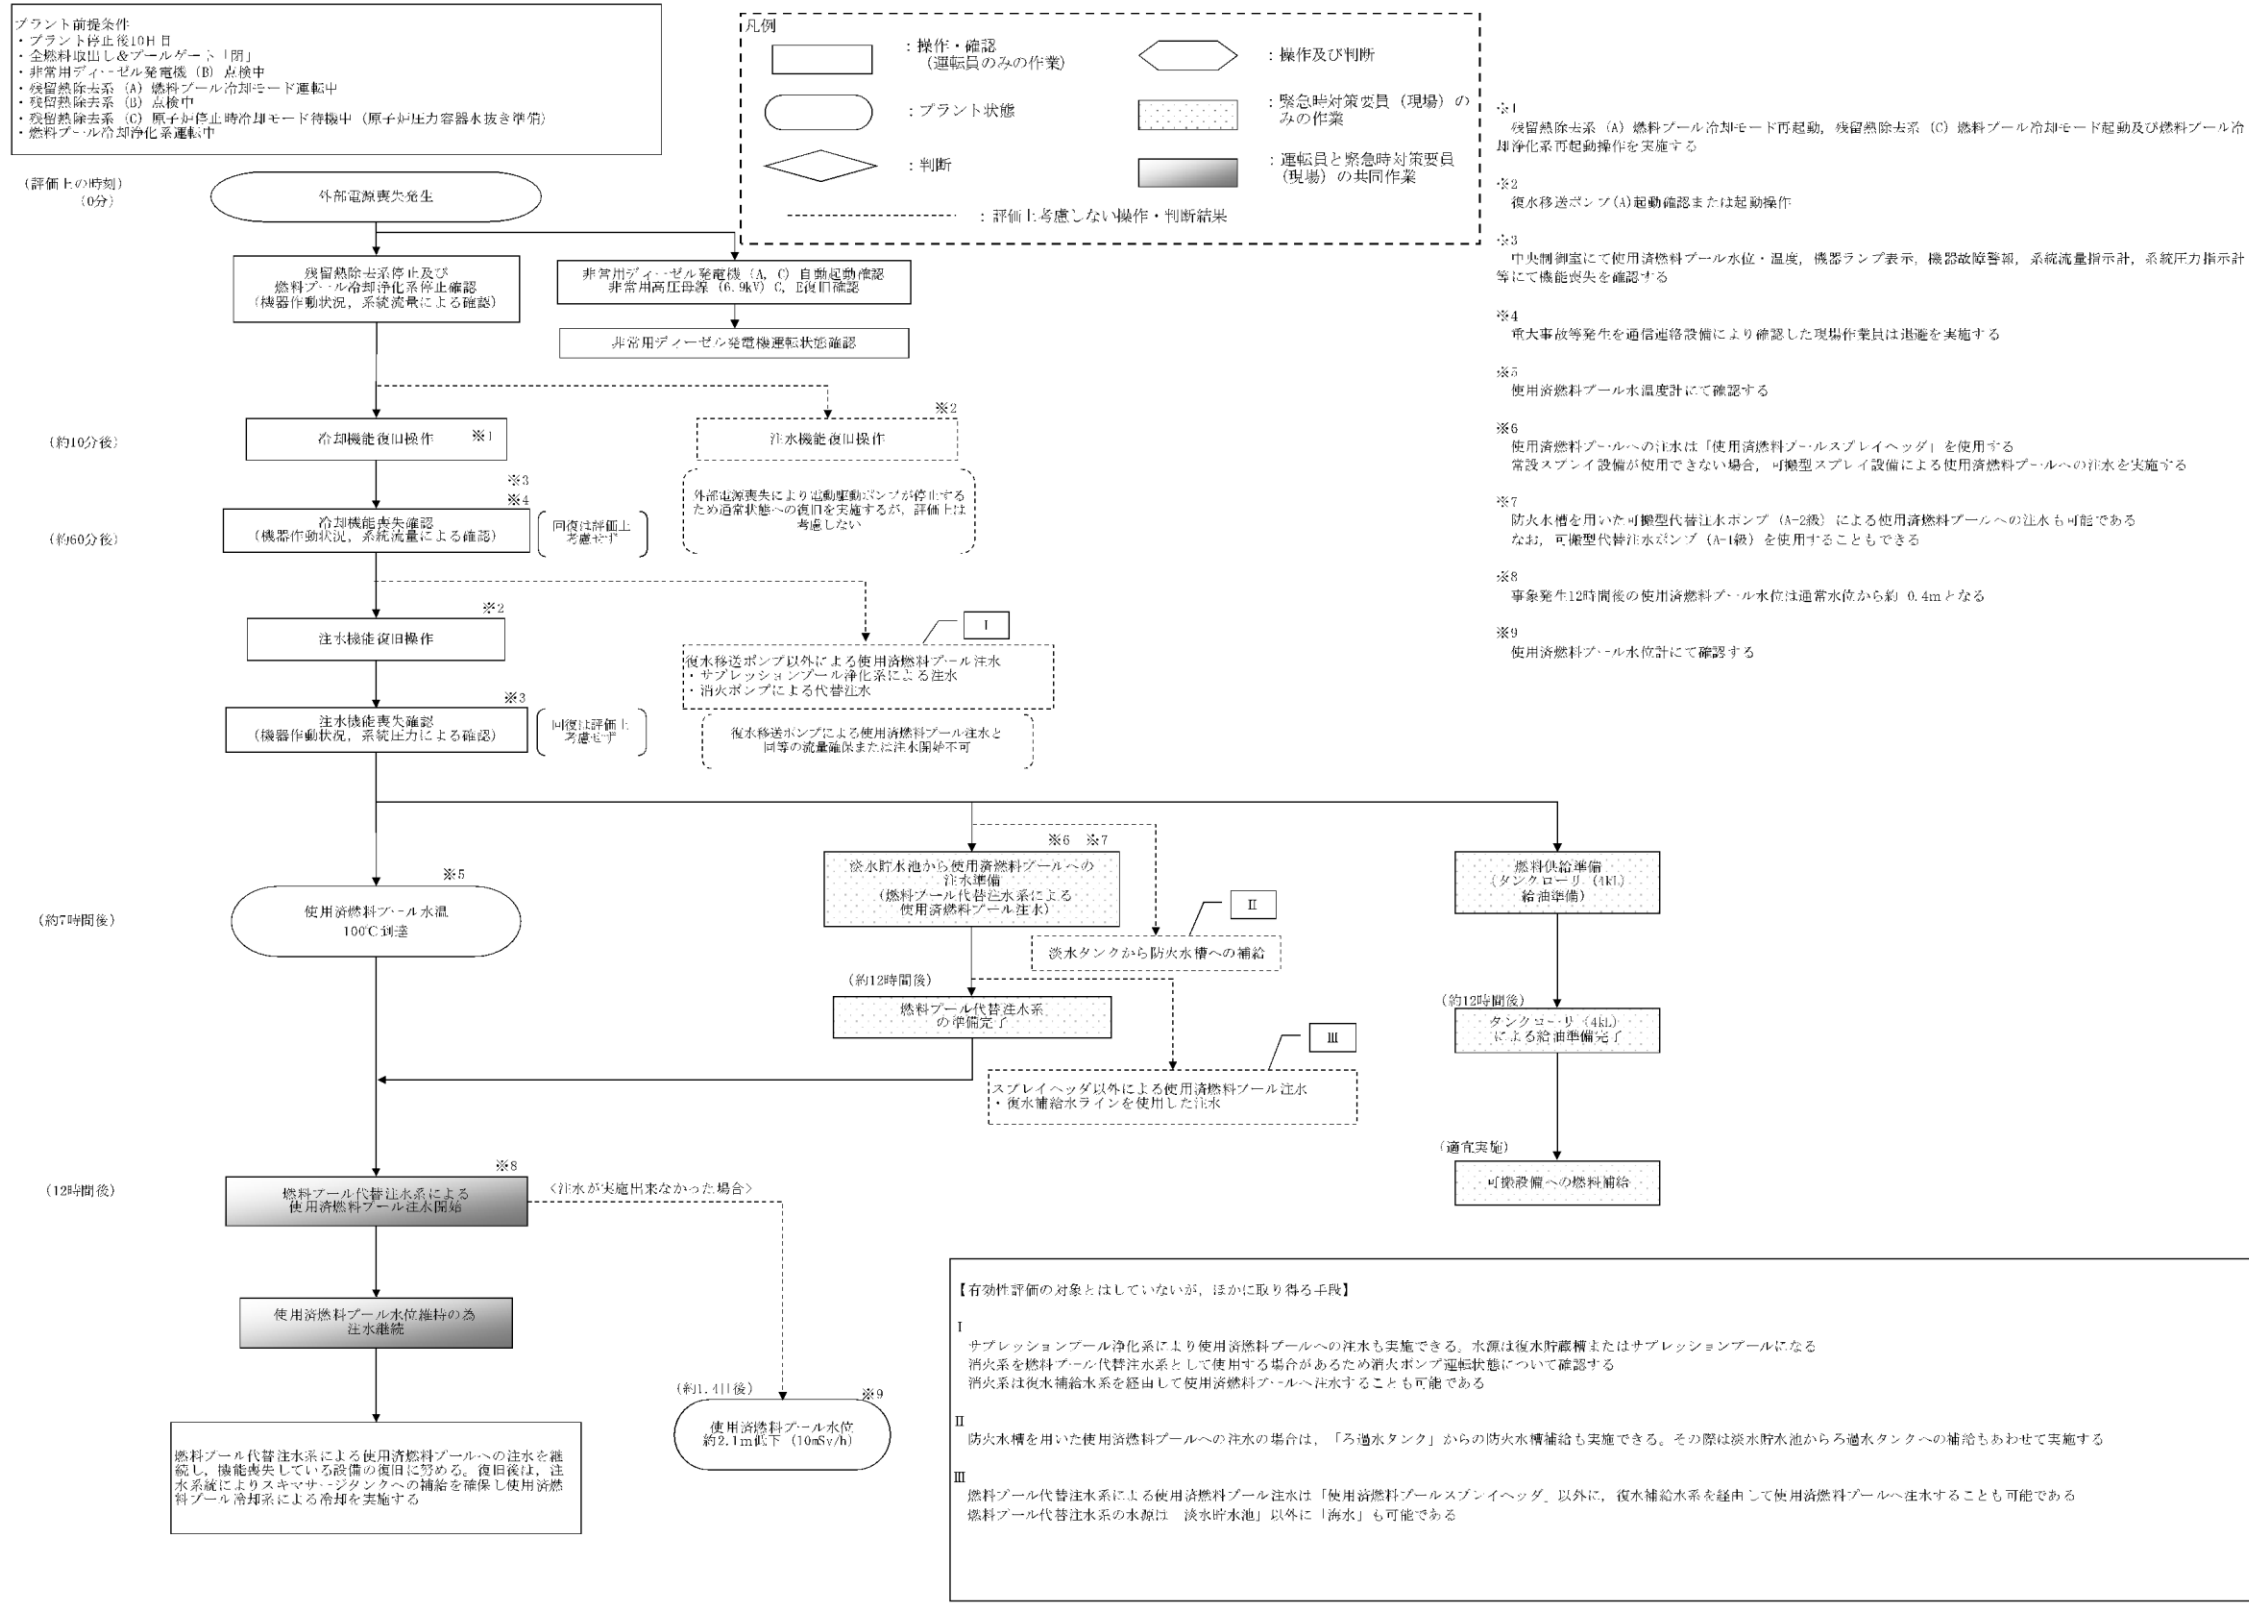 プラント前提条件
・プラント停止後10日目
・全燃料取出し＆プールゲート「閉」
・非常用ディーゼル発電機（B）点検中
・残留熱除去系（A）燃料プール冷却モード運転中
・残留熱除去系（B）点検中
・残留熱除去系（C）原子炉停止時冷却モード待機中（原子炉圧力容器水抜き準備）
・燃料プール冷却浄化系運転中
凡例
：操作・確認
（運転員のみの作業）
：操作及び判断
：プラント状態
：緊急時対策要員（現場）の
みの作業
：判断
：運転員と緊急時対策要員
（現場）の共同作業
：評価上考慮しない操作・判断結果
（評価上の時刻）
（0分）
外部電源喪失発生
残留熱除去系停止及び
燃料プール冷却浄化系停止確認
（機器作動状況，系統流量による確認）
非常用ディーゼル発電機（A，C）自動起動確認
非常用高圧母線（6.9kV）C，E復旧確認
非常用ディーゼル発電機運転状態確認
（約10分後）
冷却機能復旧操作
※1
※2
注水機能復旧操作
外部電源喪失により電動駆動ポンプが停止する
ため通常状態への復旧を実施するが，評価上は
考慮しない
※3
※4
（約60分後）
冷却機能喪失確認
（機器作動状況，系統流量による確認）
回復は評価上
考慮せず
※2
注水機能復旧操作
I
復水移送ポンプ以外による使用済燃料プール注水
・サプレッションプール浄化系による注水
・消火ポンプによる代替注水
復水移送ポンプによる使用済燃料プール注水と
同等の流量確保または注水開始不可
※3
注水機能喪失確認
（機器作動状況，系統圧力による確認）
回復は評価上
考慮せず
※5
（約7時間後）
使用済燃料プール水温
100℃到達
※6 ※7
淡水貯水池から使用済燃料プールへの
注水準備
（燃料プール代替注水系による
使用済燃料プール注水）
Ⅱ
淡水タンクから防火水槽への補給
（約12時間後）
燃料プール代替注水系
の準備完了
Ⅲ
スプレイヘッダ以外による使用済燃料プール注水
・復水補給水ラインを使用した注水
燃料供給準備
（タンクローリ（4kL）
給油準備）
（約12時間後）
タンクローリ（4kL）
による給油準備完了
（適宜実施）
可搬設備への燃料補給
※8
（12時間後）
燃料プール代替注水系による
使用済燃料プール注水開始
＜注水が実施出来なかった場合＞
使用済燃料プール水位維持の為
注水継続
（約1.4日後）
※9
使用済燃料プール水位
約2.1m低下（10mSv/h）
燃料プール代替注水系による使用済燃料プールへの注水を継
続し，機能喪失している設備の復旧に努める。復旧後は，注
水系統によりスキマサージタンクへの補給を確保し使用済燃
料プール冷却系による冷却を実施する
※1
残留熱除去系（A）燃料プール冷却モード再起動，残留熱除去系（C）燃料プール冷却モード起動及び燃料プール冷
却浄化系再起動操作を実施する
※2
復水移送ポンプ(A)起動確認または起動操作
※3
中央制御室にて使用済燃料プール水位・温度，機器ランプ表示，機器故障警報，系統流量指示計，系統圧力指示計
等にて機能喪失を確認する
※4
重大事故等発生を通信連絡設備により確認した現場作業員は退避を実施する
※5
使用済燃料プール水温度計にて確認する
※6
使用済燃料プールへの注水は「使用済燃料プールスプレイヘッダ」を使用する
常設スプレイ設備が使用できない場合，可搬型スプレイ設備による使用済燃料プールへの注水を実施する
※7
防火水槽を用いた可搬型代替注水ポンプ（A-2級）による使用済燃料プールへの注水も可能である
なお，可搬型代替注水ポンプ（A-1級）を使用することもできる
※8
事象発生12時間後の使用済燃料プール水位は通常水位から約 0.4mとなる
※9
使用済燃料プール水位計にて確認する
【有効性評価の対象とはしていないが，ほかに取り得る手段】
I
サプレッションプール浄化系により使用済燃料プールへの注水も実施できる。水源は復水貯蔵槽またはサプレッションプールになる
消火系を燃料プール代替注水系として使用する場合があるため消火ポンプ運転状態について確認する
消火系は復水補給水系を経由して使用済燃料プールへ注水することも可能である
Ⅱ
防火水槽を用いた使用済燃料プールへの注水の場合は，「ろ過水タンク」からの防火水槽補給も実施できる。その際は淡水貯水池からろ過水タンクへの補給もあわせて実施する
Ⅲ
燃料プール代替注水系による使用済燃料プール注水は「使用済燃料プールスプレイヘッダ」以外に，復水補給水系を経由して使用済燃料プールへ注水することも可能である
燃料プール代替注水系の水源は「淡水貯水池」以外に「海水」も可能である